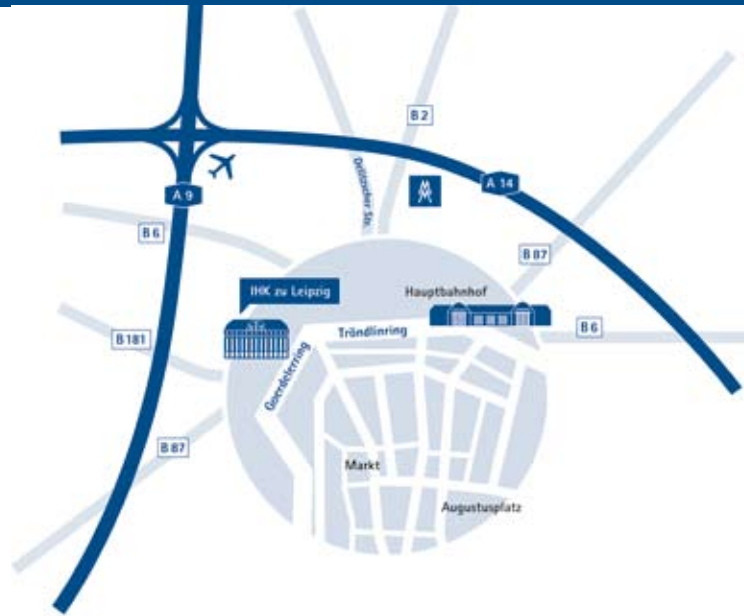 B 2
Delitzscher Str.
A 14
A 9
B 6
B 87
IHK zu Leipzig
Hauptbahnhof
B 6
Tröndlinring
B 181
Goerdelerring
B 87
Markt
Augustusplatz